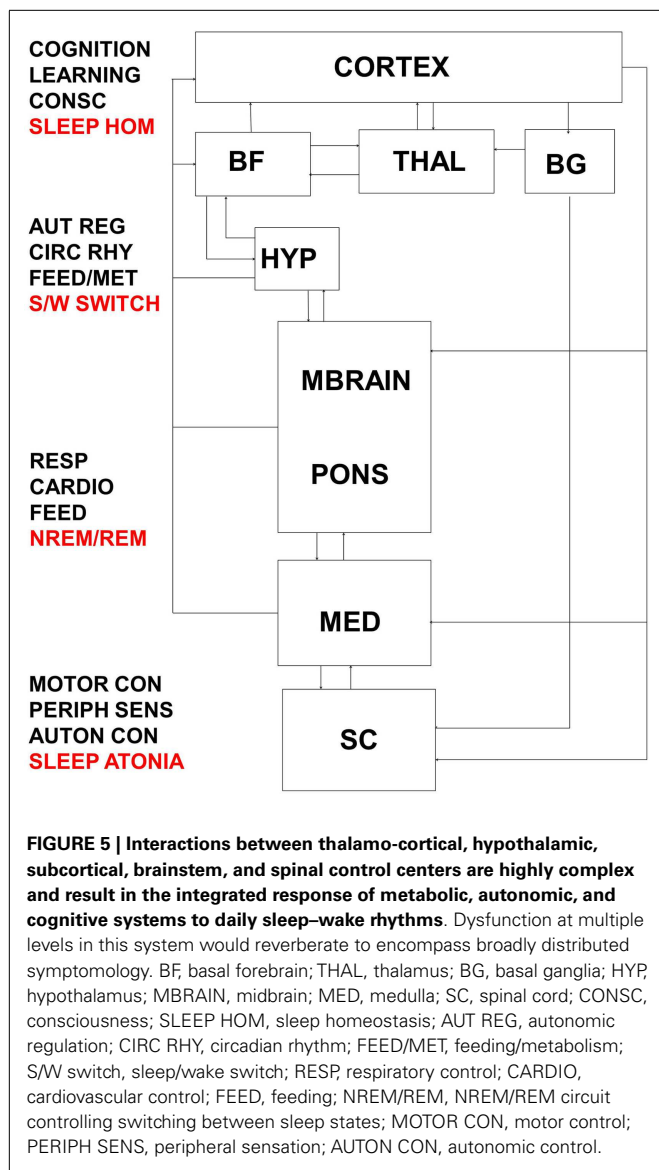 COGNITION
LEARNING
CONSC
SLEEP HOM
CORTEX
BF
THAL
BG
AUT REG
CIRC RHY
FEED/MET
S/W SWITCH
HYP
MBRAIN
PONS
RESP
CARDIO
FEED
NREM/REM
MED
MOTOR CON
PERIPH SENS
AUTON CON
SLEEP ATONIA
SC
FIGURE 5 | Interactions between thalamo-cortical, hypothalamic,
subcortical, brainstem, and spinal control centers are highly complex
and result in the integrated response of metabolic, autonomic, and
cognitive systems to daily sleep–wake rhythms. Dysfunction at multiple
levels in this system would reverberate to encompass broadly distributed
symptomology. BF, basal forebrain; THAL, thalamus; BG, basal ganglia; HYP,
hypothalamus; MBRAIN, midbrain; MED, medulla; SC, spinal cord; CONSC,
consciousness; SLEEP HOM, sleep homeostasis; AUT REG, autonomic
regulation; CIRC RHY, circadian rhythm; FEED/MET, feeding/metabolism;
S/W switch, sleep/wake switch; RESP, respiratory control; CARDIO,
cardiovascular control; FEED, feeding; NREM/REM, NREM/REM circuit
controlling switching between sleep states; MOTOR CON, motor control;
PERIPH SENS, peripheral sensation; AUTON CON, autonomic control.